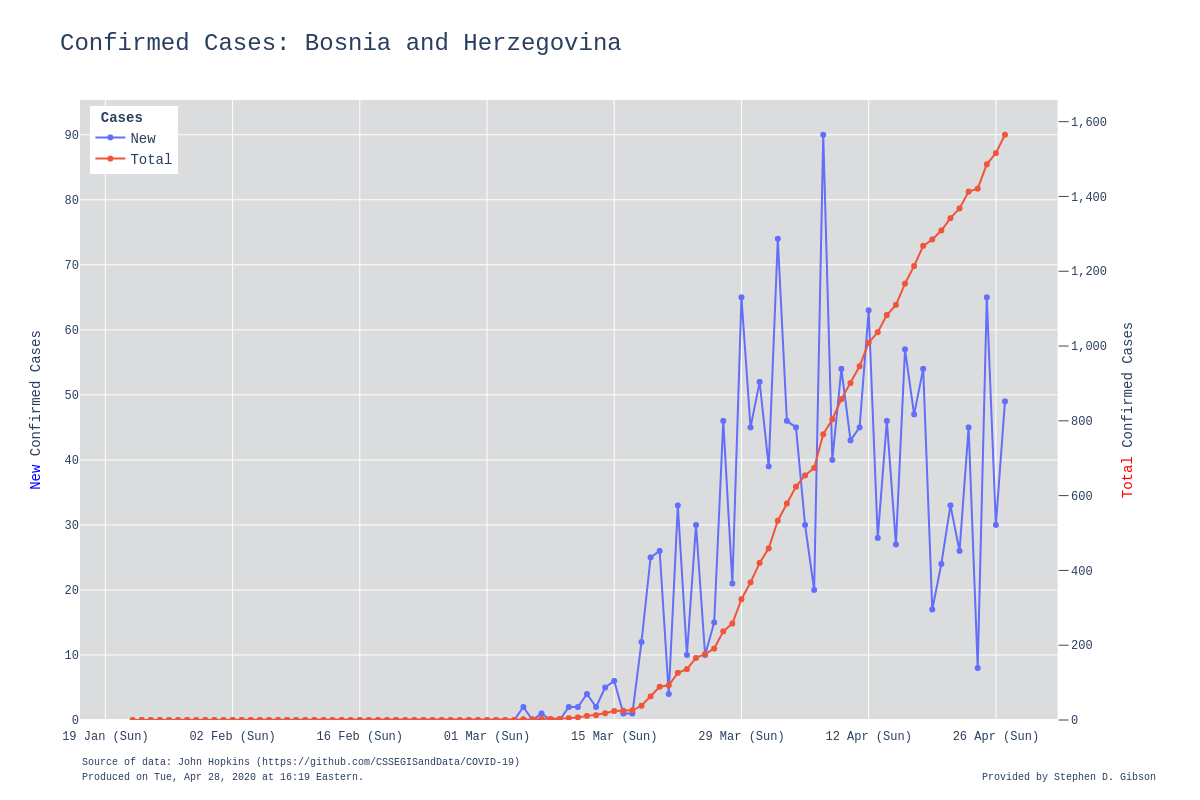 Confirmed Cases: Bosnia and Herzegovina
Cases
New
Total
90
80
70
60
50
40
30
20
10
0
New Confirmed Cases
1,600
1,400
1,200
1,000
800
600
400
200
0
Total Confirmed Cases
19 Jan (Sun) 02 Feb (Sun) 16 Feb (Sun) 01 Mar (Sun) 15 Mar (Sun) 29 Mar (Sun) 12 Apr (Sun) 26 Apr (Sun)
Source of data: John Hopkins (https://github.com/CSSEGISandData/COVID-19)
Produced on Tue, Apr 28, 2020 at 16:19 Eastern.
Provided by Stephen D. Gibson